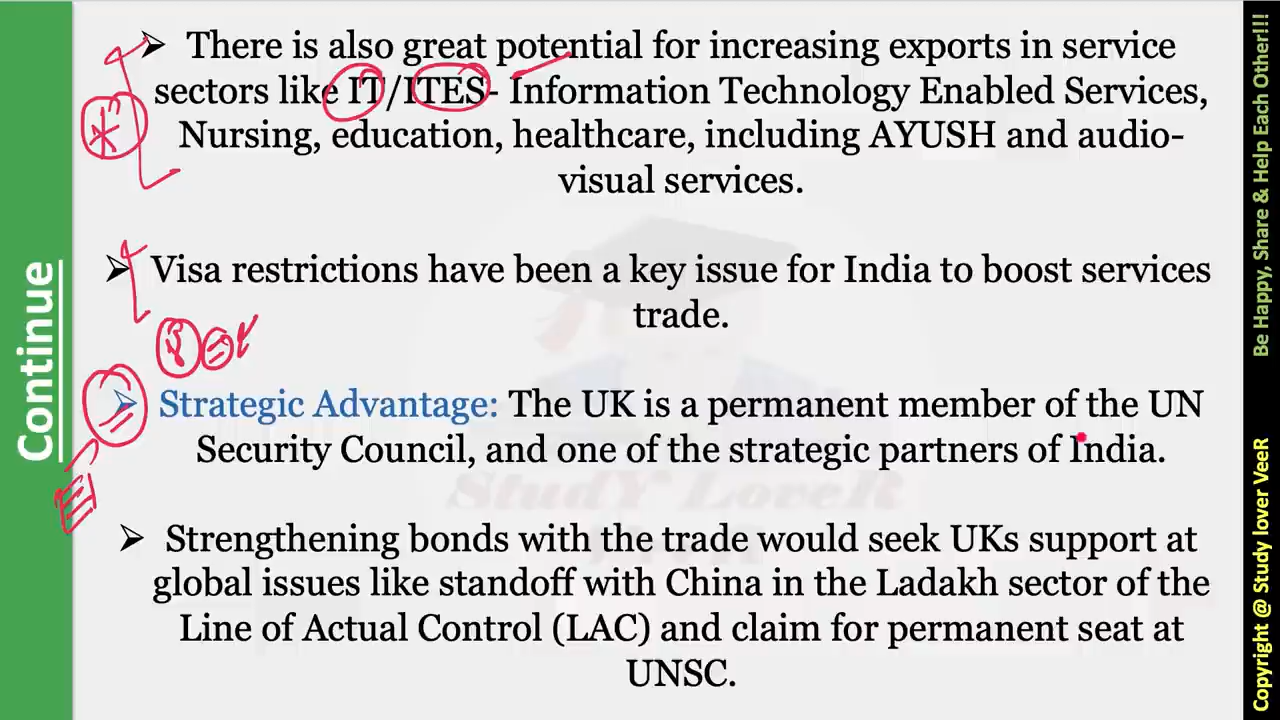 ➢ There is also great potential for increasing exports in service
sectors like IT/ITES- Information Technology Enabled Services,
Nursing, education, healthcare, including AYUSH and audio-
visual services.
➢ Visa restrictions have been a key issue for India to boost services
trade.
➢ Strategic Advantage: The UK is a permanent member of the UN
Security Council, and one of the strategic partners of India.
➢ Strengthening bonds with the trade would seek UKs support at
global issues like standoff with China in the Ladakh sector of the
Line of Actual Control (LAC) and claim for permanent seat at
UNSC.
Continue
Be Happy, Share & Help Each Other!!!
Copyright @ Study lover VeeR
StudY LoveR